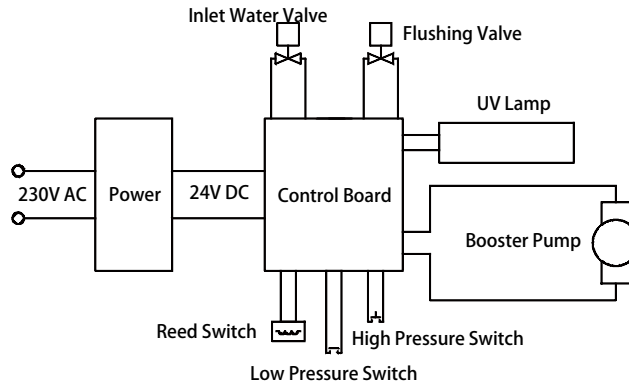 Inlet Water Valve
Flushing Valve
UV Lamp
230V AC
Power
24V DC
Control Board
Booster Pump
Reed Switch
High Pressure Switch
Low Pressure Switch